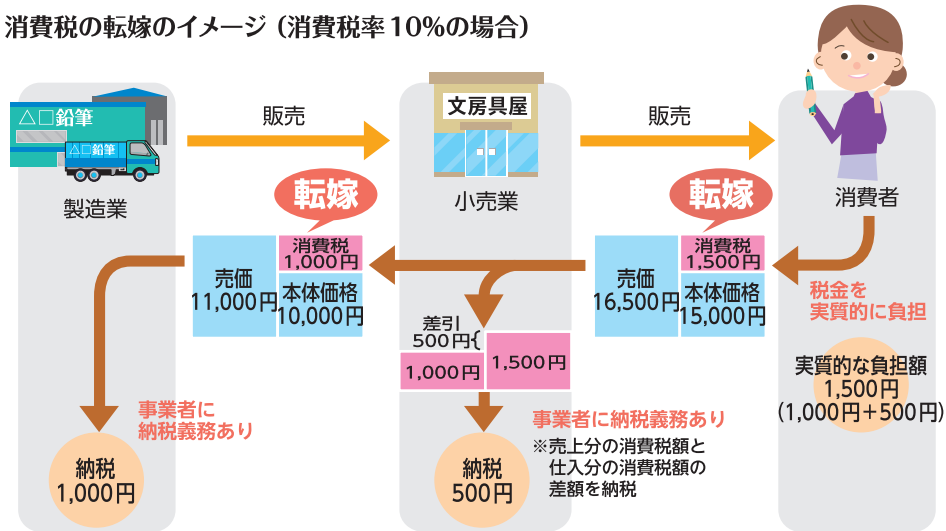 消費税の転嫁のイメージ（消費税率10%の場合）
△□鉛筆
△□鉛筆
製造業
販売
文房具屋
小売業
販売
消費者
転嫁
転嫁
売価
11,000円
消費税
1,000円
本体価格
10,000円
売価
16,500円
消費税
1,500円
本体価格
15,000円
税金を
実質的に負担
差引
500円{
1,000円
1,500円
実質的な負担額
1,500円
(1,000円＋500円)
事業者に
納税義務あり
納税
1,000円
事業者に納税義務あり
※売上分の消費税額と
仕入分の消費税額の
差額を納税
納税
500円